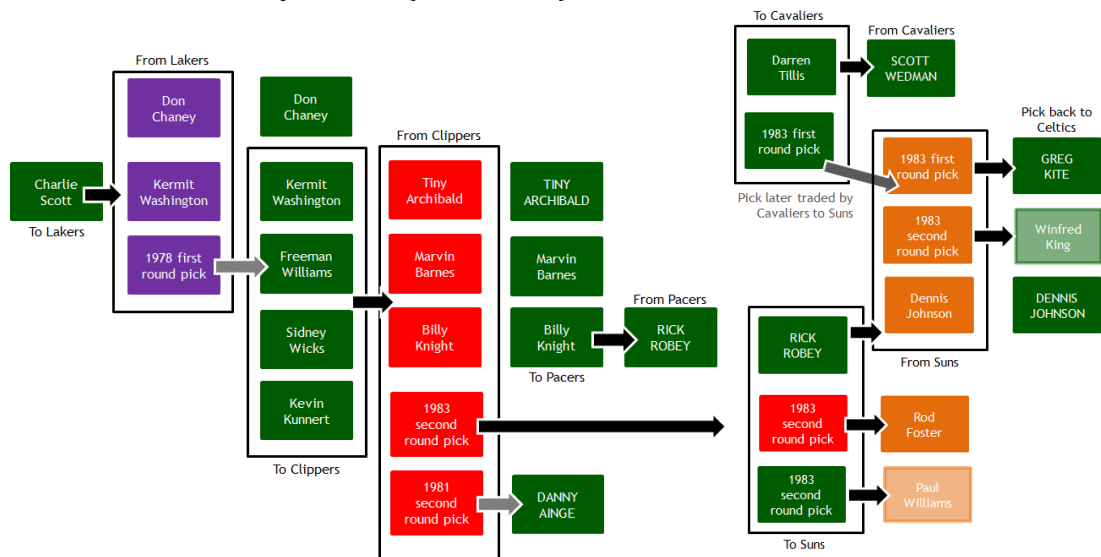 To Cavaliers
From Cavaliers
Darren
Tillis
SCOTT
WEDMAN
1983 first
round pick
Pick later traded by
Cavaliers to Suns
Pick back to
Celtics
1983 first
round pick
GREG
KITE
1983
second
round pick
Winfred
King
Dennis
Johnson
DENNIS
JOHNSON
From Suns
From Lakers
Don
Chaney
Don
Chaney
Charlie
Scott
To Lakers
Kermit
Washington
1978 first
round pick
Kermit
Washington
Freeman
Williams
Sidney
Wicks
Kevin
Kunnert
To Clippers
From Clippers
Tiny
Archibald
TINY
ARCHIBALD
Marvin
Barnes
Marvin
Barnes
Billy
Knight
Billy
Knight
To Pacers
From Pacers
RICK
ROBEY
1983
second
round pick
1981
second
round pick
DANNY
AINGE
RICK
ROBEY
1983
second
round pick
Rod
Foster
1983
second
round pick
Paul
Williams
To Suns